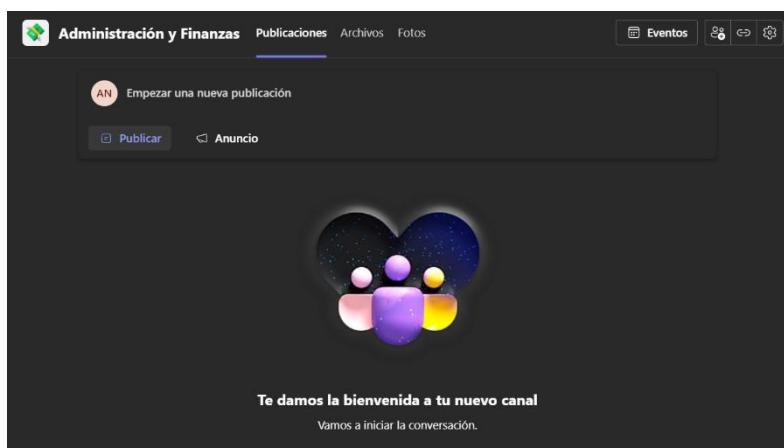 Administración y Finanzas Publicaciones Archivos Fotos Eventos
AN Empezar una nueva publicación
Publicar Anuncio
Te damos la bienvenida a tu nuevo canal
Vamos a iniciar la conversación.